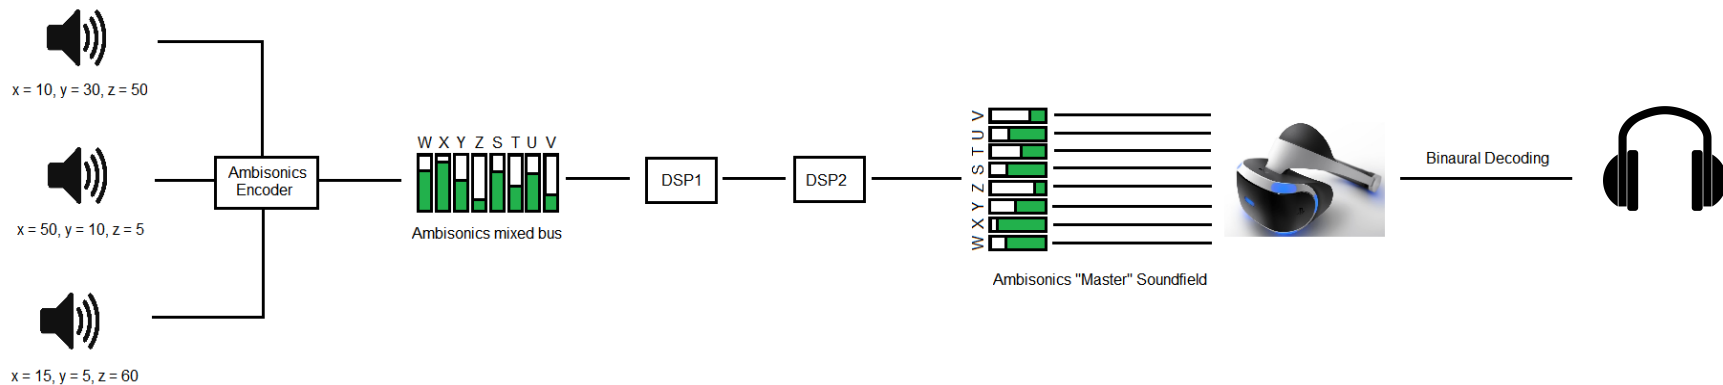 x = 10, y = 30, z = 50
x = 50, y = 10, z = 5
x = 15, y = 5, z = 60
Ambisonics
Encoder
W X Y Z S T U V
Ambisonics mixed bus
DSP1
DSP2
V
U
T
S
Z
Y
X
W
Ambisonics "Master" Soundfield
Binaural Decoding